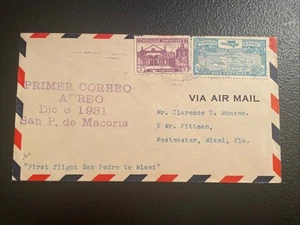 PRIMER CORREO
AEREO
Dic 8 1931
San P. de Macoris
VIA AIR MAIL
Mr. Clarence T. Munson.
% Mr. Pittman,
Postmaster, Miami, Fla.
"First flight San Pedro to Miami"